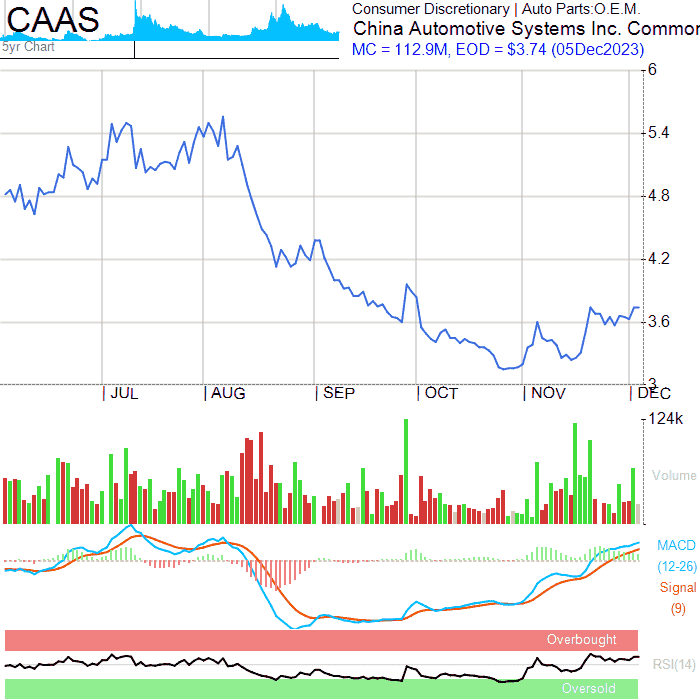 CAAS
5yr Chart
Consumer Discretionary | Auto Parts:O.E.M.
China Automotive Systems Inc. Common
MC = 112.9M, EOD = $3.74 (05Dec2023)
6
5.4
4.8
4.2
3.6
3
JUL AUG SEP OCT NOV DEC
124k
Volume
MACD
(12-26)
Signal
(9)
Overbought
RSI(14)
Oversold